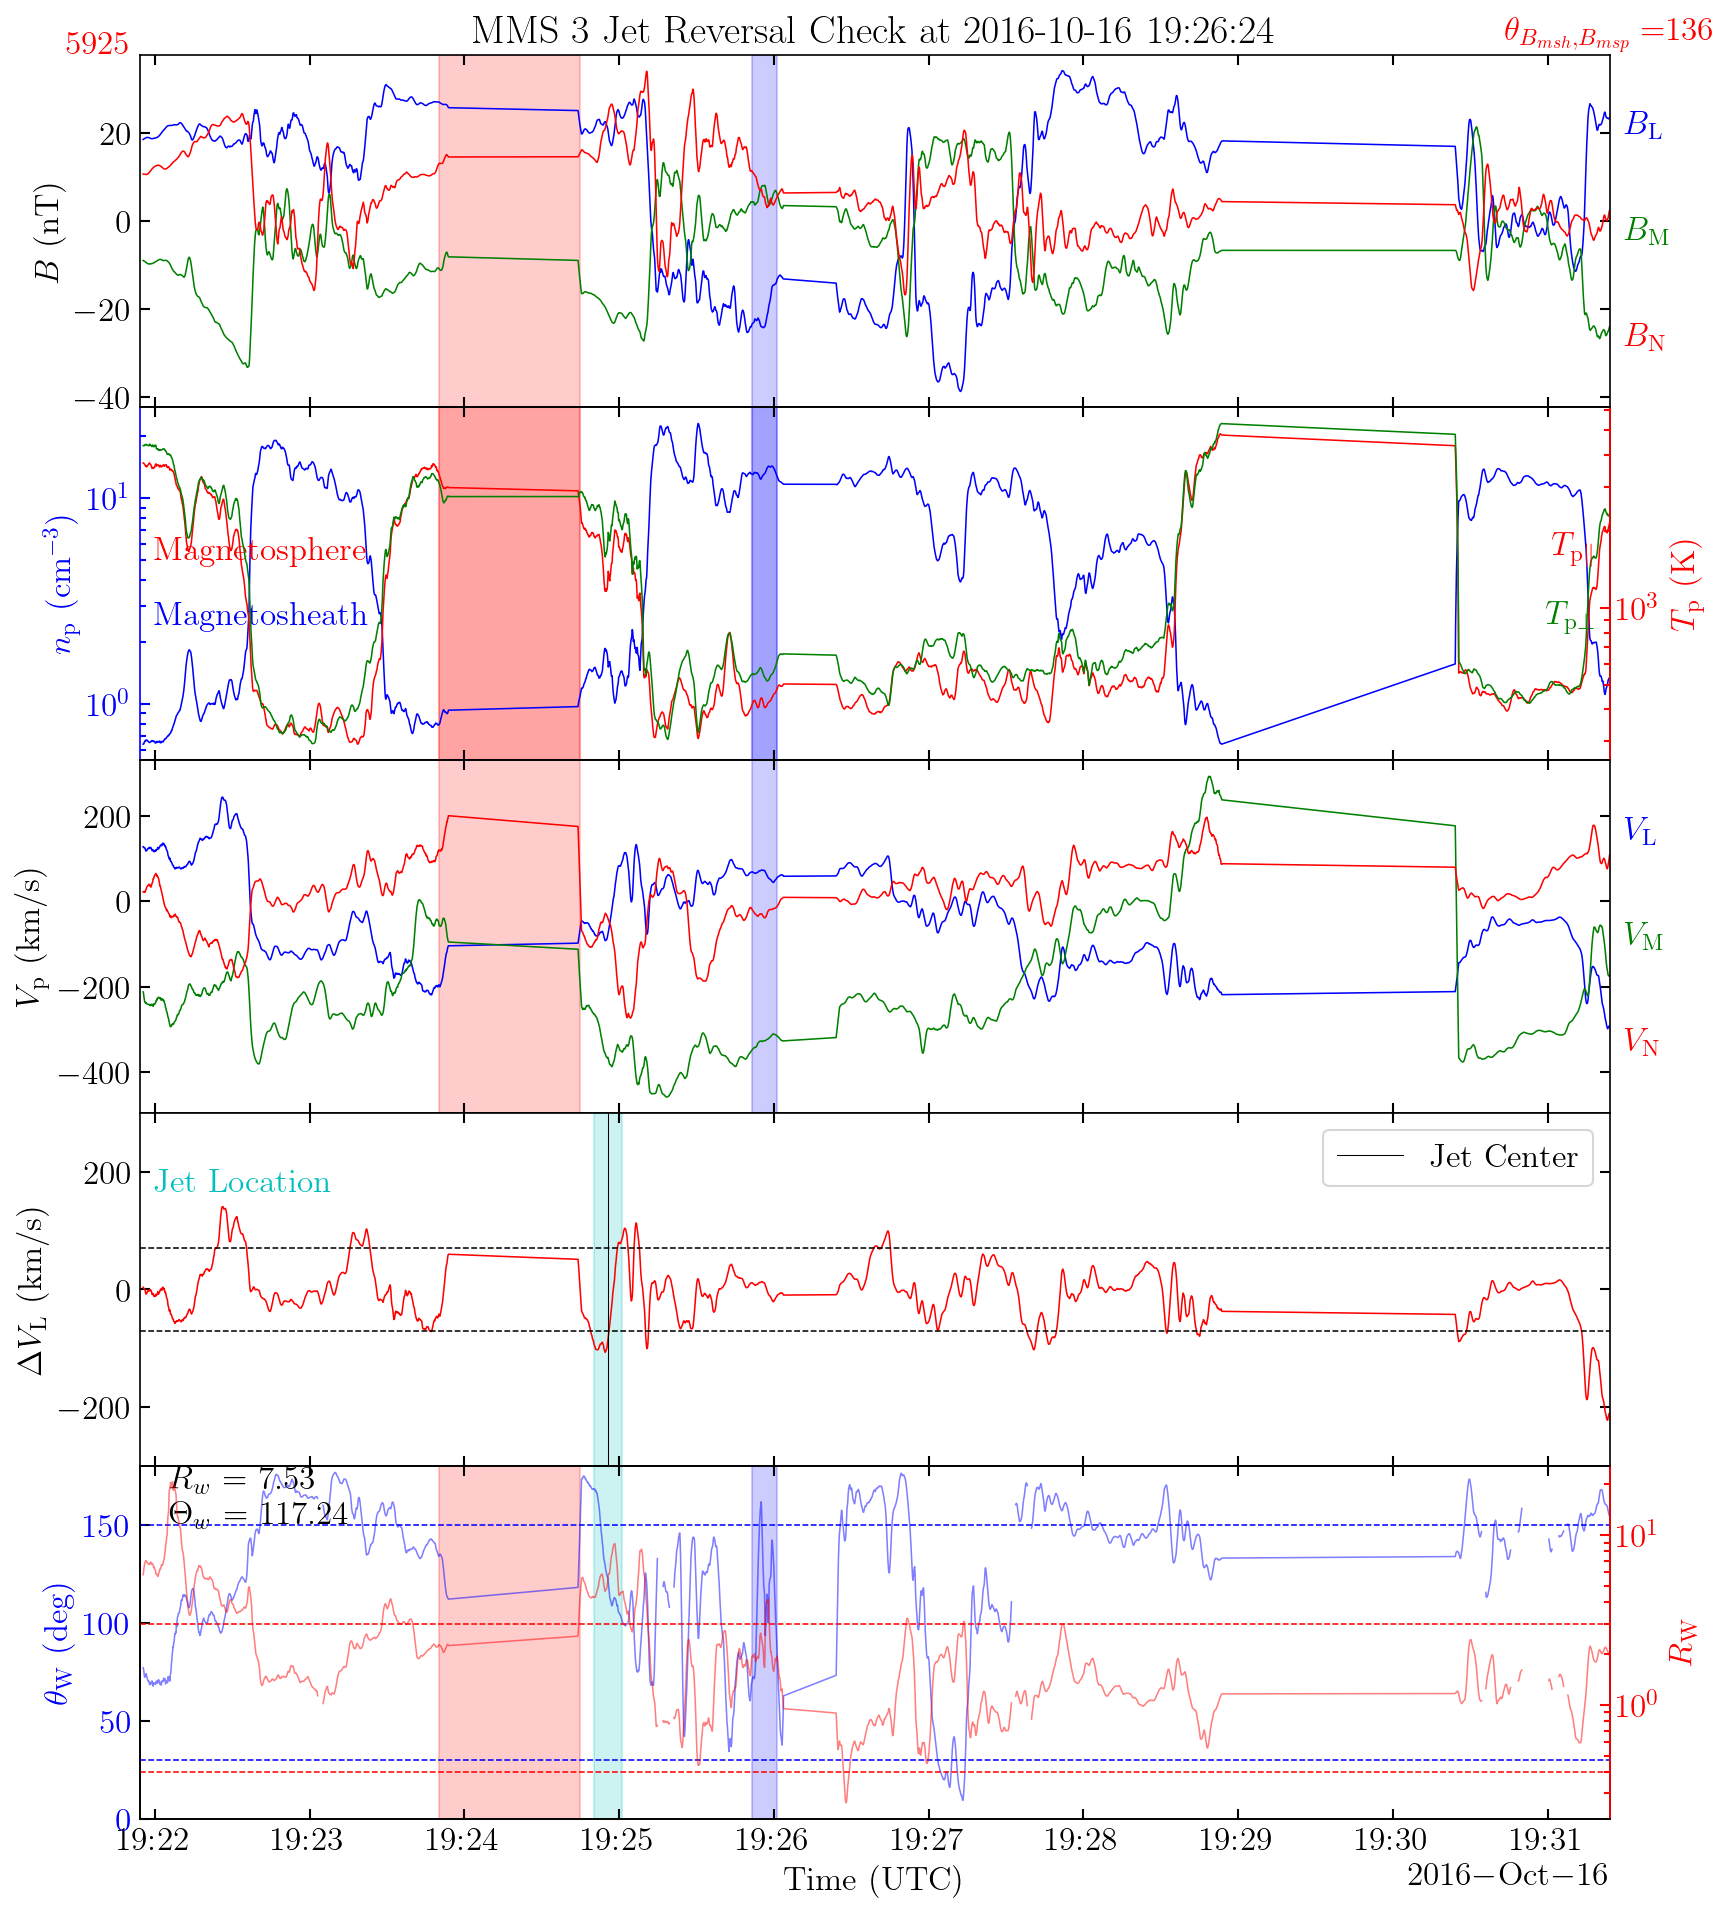 MMS 3 Jet Reversal Check at 2016-10-16 19:26:24
5925
θ_{B_{msh},B_{msp}} =136
B (nT)
20
0
−20
−40
B_L
B_M
B_N
n_p (cm^{−3})
10^1
10^0
Magnetosphere
Magnetosheath
T_{p∥}
T_{p⊥}
10^3
T_p (K)
V_p (km/s)
200
0
−200
−400
V_L
V_M
V_N
ΔV_L (km/s)
200
0
−200
Jet Location
Jet Center
R_w = 7.53
Θ_w = 117.24
θ_W (deg)
150
100
50
0
10^1
10^0
R_W
19:22 19:23 19:24 19:25 19:26 19:27 19:28 19:29 19:30 19:31
Time (UTC)
2016−Oct−16